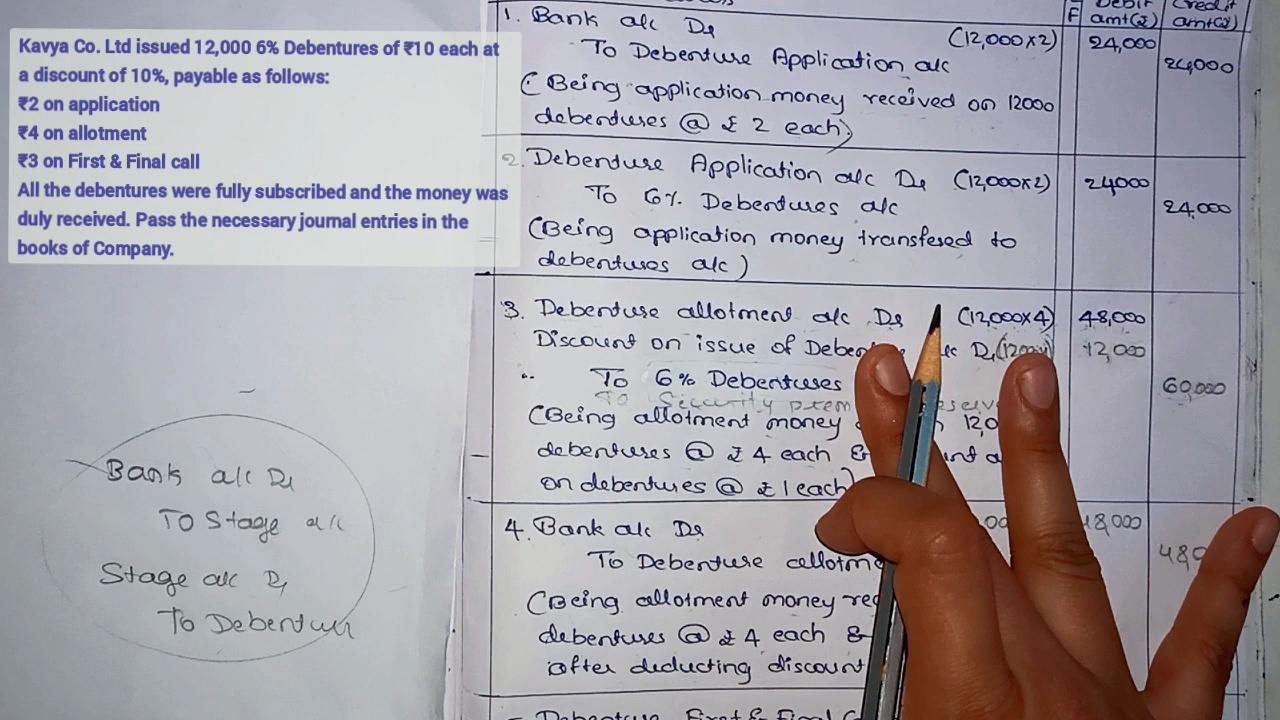 Kavya Co. Ltd issued 12,000 6% Debentures of ₹10 each at
a discount of 10%, payable as follows:
₹2 on application
₹4 on allotment
₹3 on First & Final call
All the debentures were fully subscribed and the money was
duly received. Pass the necessary journal entries in the
books of Company.
Bank a/c Dr
To Stage a/c
Stage a/c Dr
To Debenture
F Debit Credit
amt(₹) amt(₹)
1. Bank a/c Dr (12,000x2) 24,000
To Debenture Application a/c 24,000
(Being application money received on 12000
debentures @ ₹ 2 each)
2. Debenture Application a/c Dr (12,000x2) 24000
To 6% Debentures a/c 24,000
(Being application money transfered to
debentures a/c)
3. Debenture allotment a/c Dr (12,000x4) 48,000
Discount on issue of Dr 12,000
To 6% Debentures 60,000
To Security
(Being allotment money
debentures @ ₹ 4 each &
on debentures @ ₹ 1 each)
4. Bank a/c Dr
To Debenture
(Being allotment money
debentures @ ₹ 4 each &
after deducting discount
Debenture First & Final